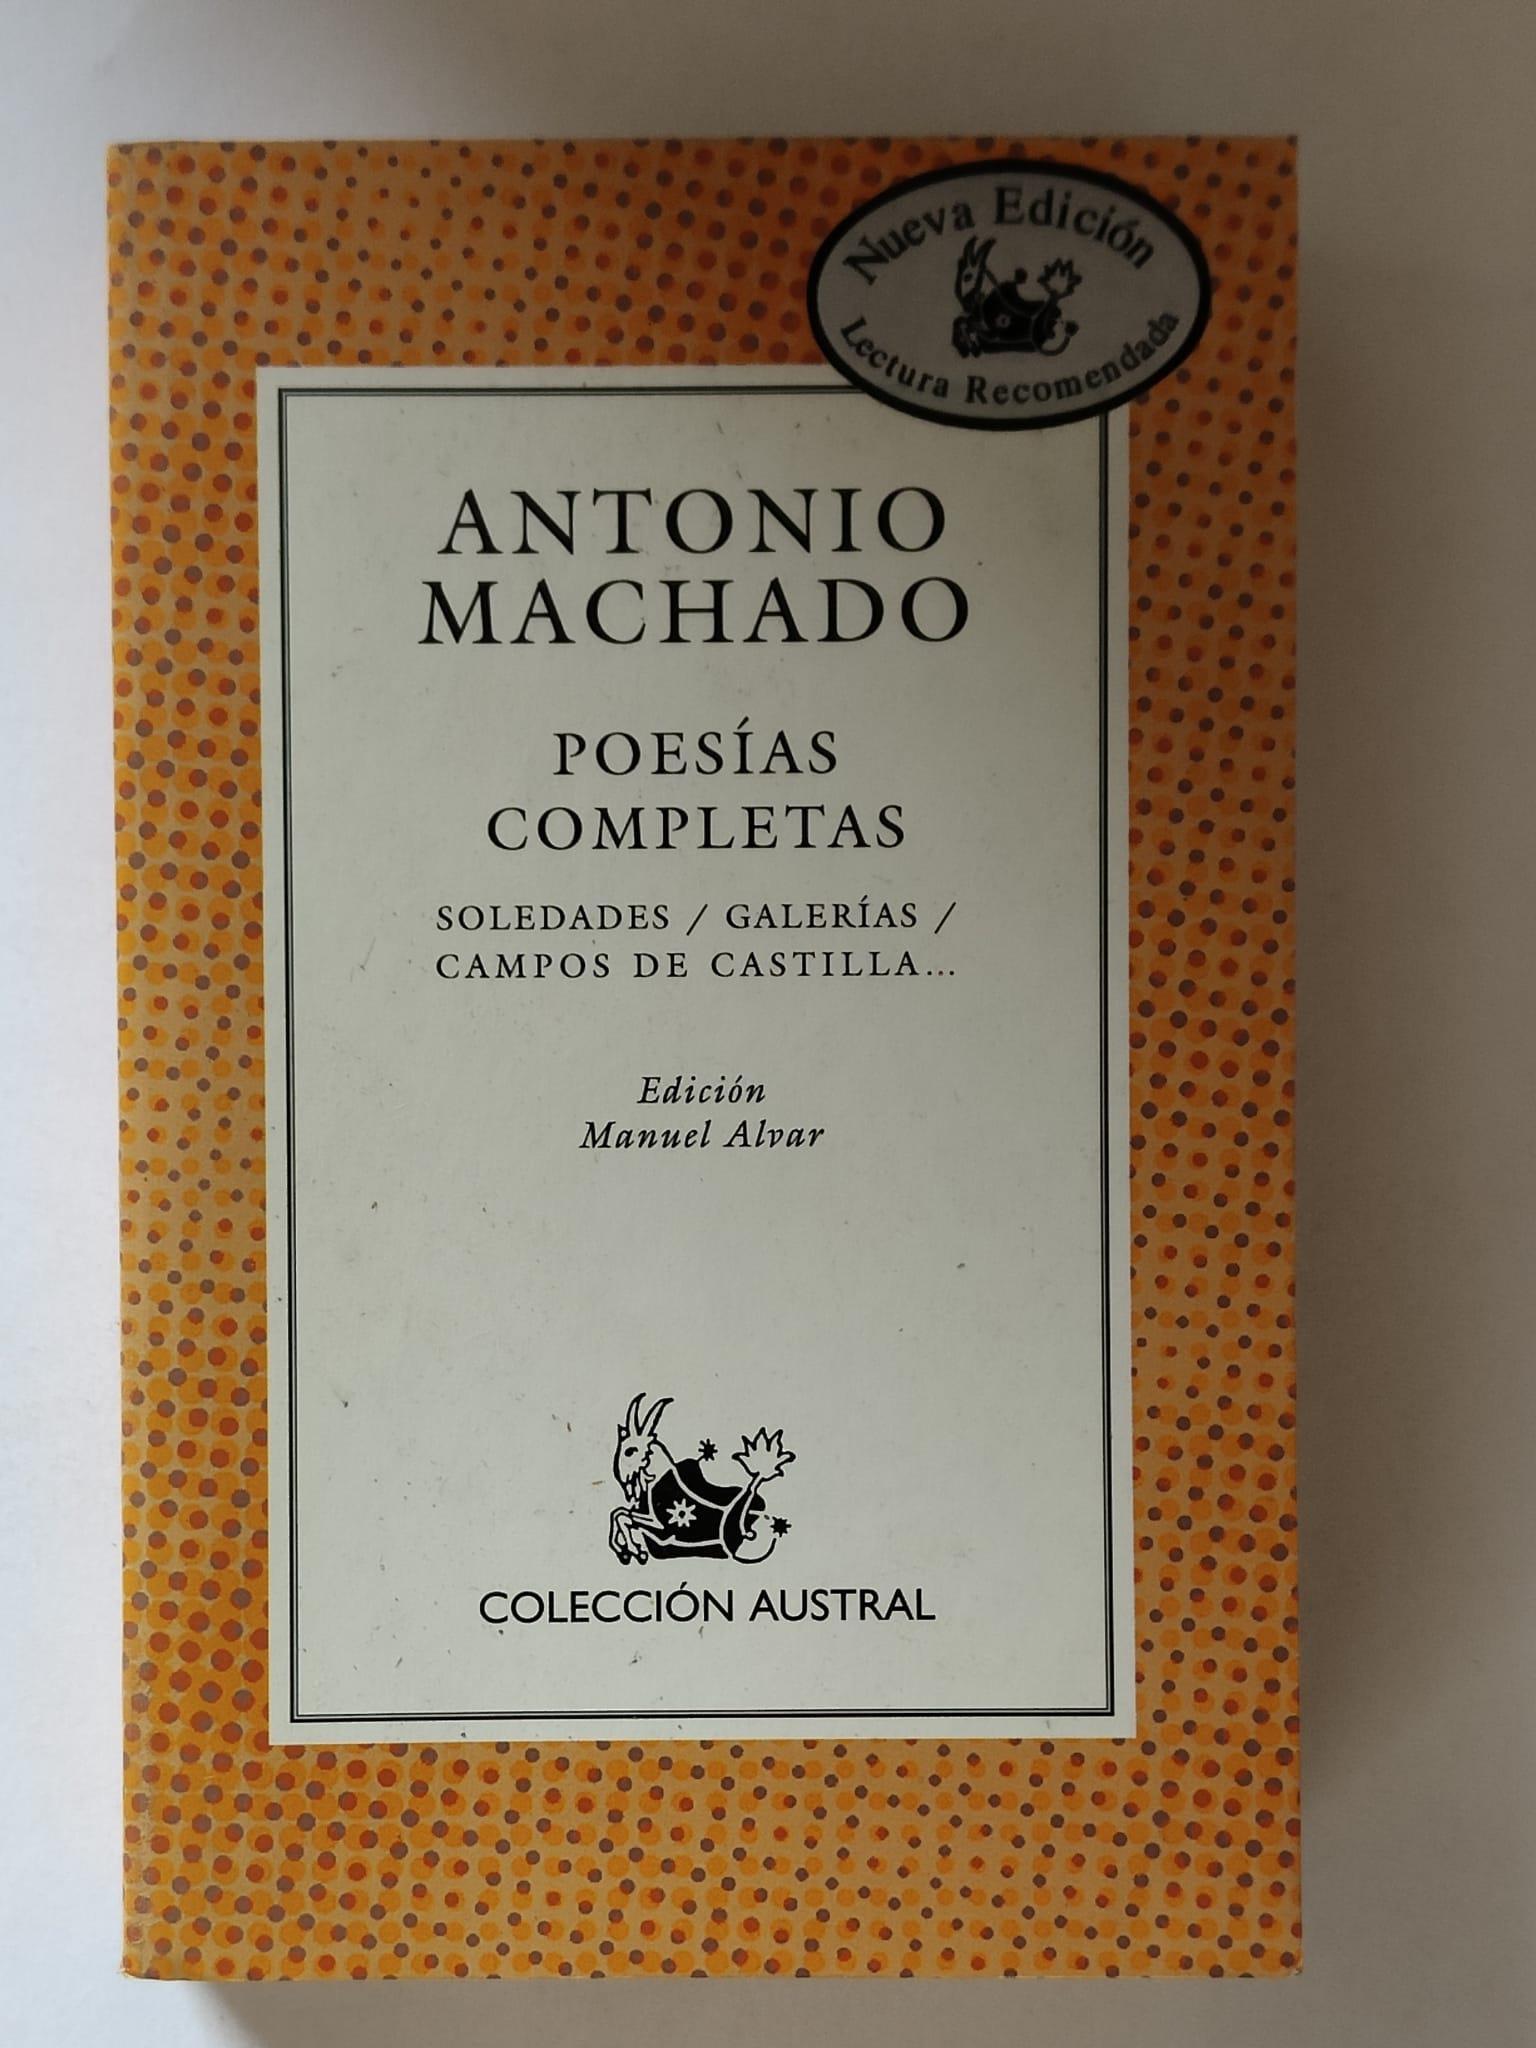 Nueva Edición
Lectura Recomendada
ANTONIO
MACHADO
POESÍAS
COMPLETAS
SOLEDADES / GALERÍAS /
CAMPOS DE CASTILLA...
Edición
Manuel Alvar
COLECCIÓN AUSTRAL